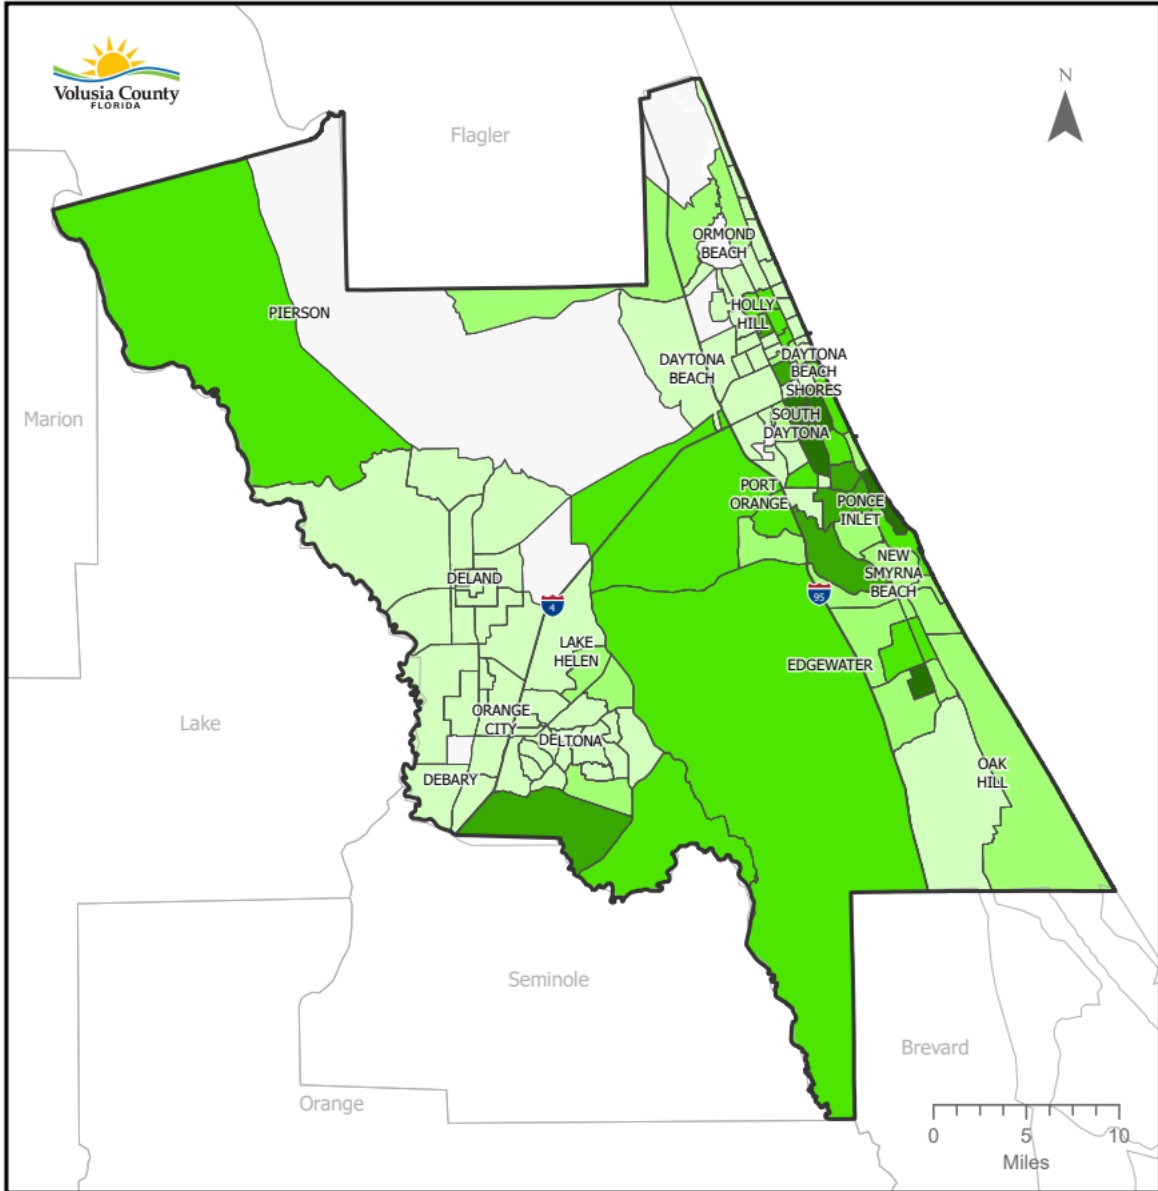 Volusia County
FLORIDA
N
Flagler
ORMOND
BEACH
PIERSON
HOLLY
HILL
DAYTONA
BEACH
DAYTONA
BEACH
SHORES
Marion
SOUTH
DAYTONA
PORT
ORANGE
PONCE
INLET
NEW
SMYRNA
BEACH
DELAND
4
95
LAKE
HELEN
EDGEWATER
Lake
ORANGE
CITY
DELTONA
DEBARY
OAK
HILL
Seminole
Brevard
Orange
0 5 10
Miles